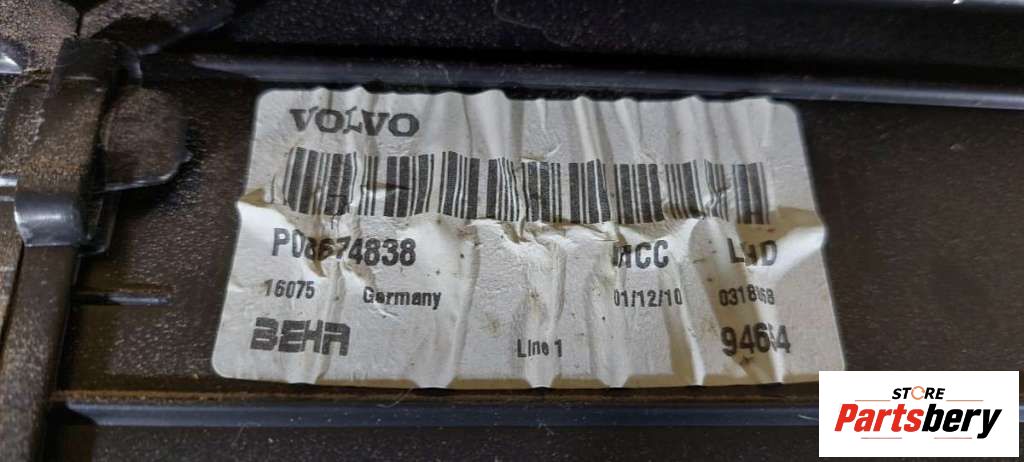 VOLVO
P08674838
16075 Germany 01/12/10
BEHR Line 1
STORE
Partsbery